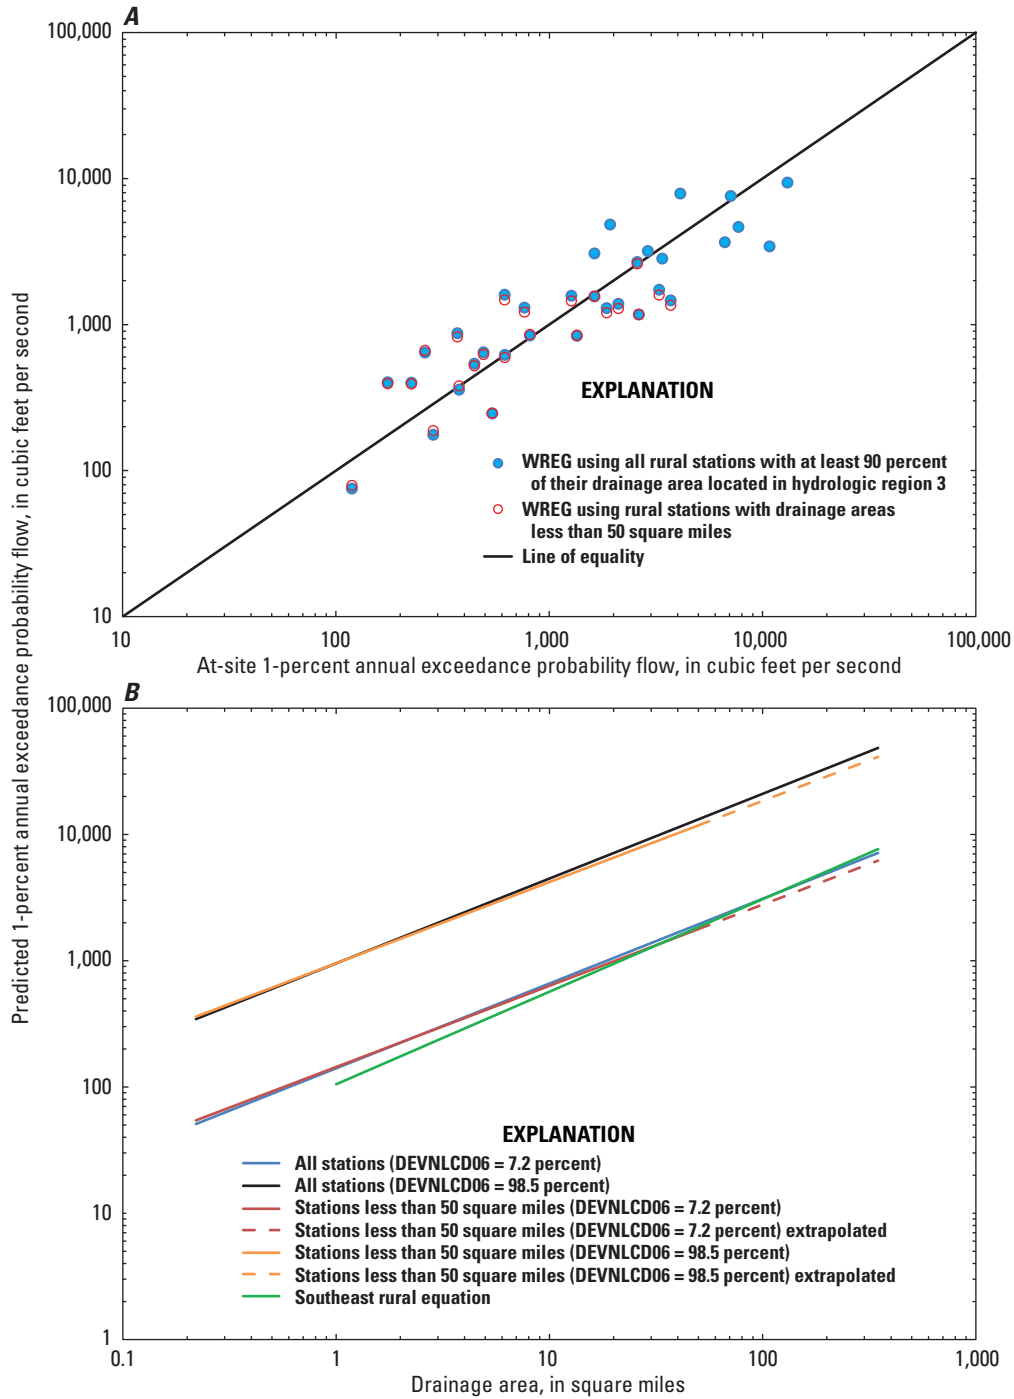 A
100,000
10,000
1,000
100
10
10
100
1,000
10,000
100,000
At-site 1-percent annual exceedance probability flow, in cubic feet per second
EXPLANATION
WREG using all rural stations with at least 90 percent
of their drainage area located in hydrologic region 3
WREG using rural stations with drainage areas
less than 50 square miles
Line of equality
Predicted 1-percent annual exceedance probability flow, in cubic feet per second
B
100,000
10,000
1,000
100
10
1
0.1
1
10
100
1,000
Drainage area, in square miles
EXPLANATION
All stations (DEVNLCD06 = 7.2 percent)
All stations (DEVNLCD06 = 98.5 percent)
Stations less than 50 square miles (DEVNLCD06 = 7.2 percent)
Stations less than 50 square miles (DEVNLCD06 = 7.2 percent) extrapolated
Stations less than 50 square miles (DEVNLCD06 = 98.5 percent)
Stations less than 50 square miles (DEVNLCD06 = 98.5 percent) extrapolated
Southeast rural equation